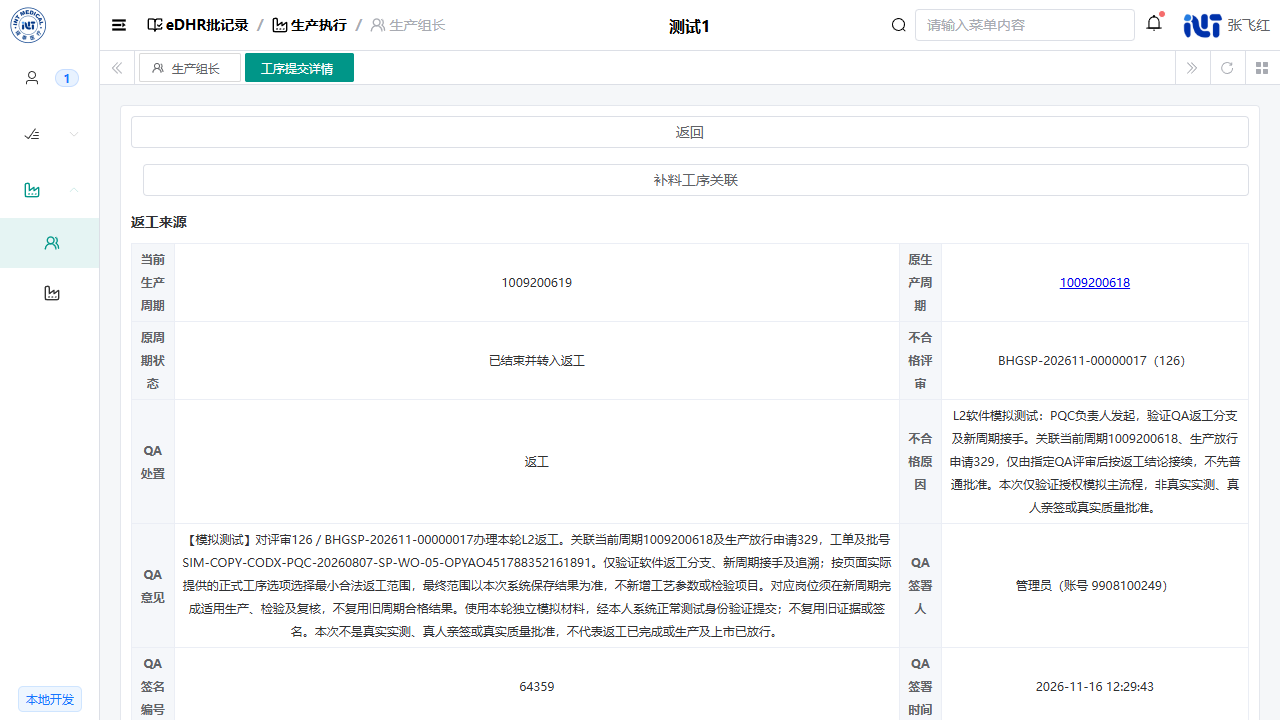 eDHR批记录 / 生产执行 / 生产组长
测试1
请输入菜单内容
张飞红
1
生产组长
工序提交详情
返回
补料工序关联
返工来源
当前
生产
周期
1009200619
原生
产周
期
1009200618
原周
期状
态
已结束并转入返工
不合
格评
审
BHGSP-202611-00000017（126）
QA
处置
返工
不合
格原
因
L2软件模拟测试：PQC负责人发起，验证QA返工分支
及新周期接手。关联当前周期1009200618、生产放行
申请329，仅由指定QA评审后按返工结论接续，不先普
通批准。本次仅验证授权模拟主流程，非真实实测、真
人亲签或真实质量批准。
QA
意见
【模拟测试】对评审126 / BHGSP-202611-00000017办理本轮L2返工。关联当前周期1009200618及生产放行申请329，工单及批号
SIM-COPY-CODX-PQC-20260807-SP-WO-05-OPYAO451788352161891。仅验证软件返工分支、新周期接手及追溯；按页面实际
提供的正式工序选项选择最小合法返工范围，最终范围以本次系统保存结果为准，不新增工艺参数或检验项目。对应岗位须在新周期完
成适用生产、检验及复核，不复用旧周期合格结果。使用本轮独立模拟材料，经本人系统正常测试身份验证提交；不复用旧证据或签
名。本次不是真实实测、真人亲签或真实质量批准，不代表返工已完成或生产及上市已放行。
QA
签署
人
管理员（账号 9908100249）
QA
签名
编号
64359
QA
签署
时间
2026-11-16 12:29:43
本地开发